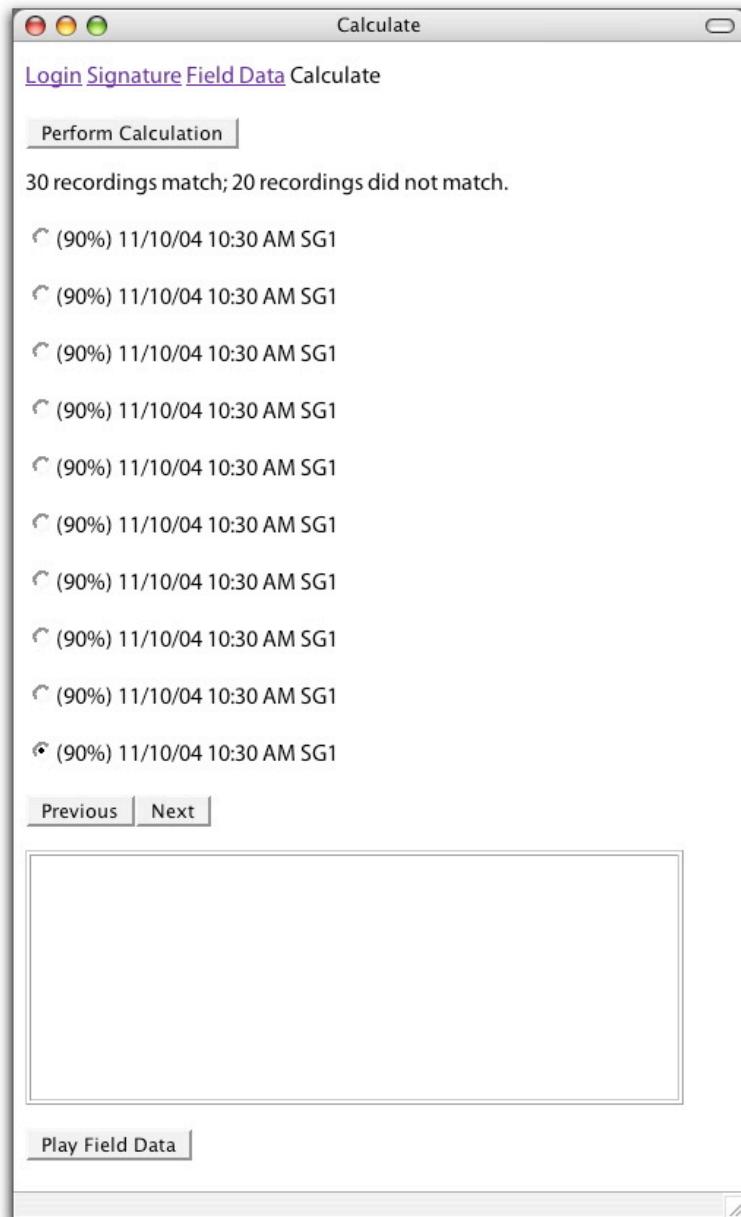 Calculate
Login Signature Field Data Calculate
Perform Calculation
30 recordings match; 20 recordings did not match.
(90%) 11/10/04 10:30 AM SG1
(90%) 11/10/04 10:30 AM SG1
(90%) 11/10/04 10:30 AM SG1
(90%) 11/10/04 10:30 AM SG1
(90%) 11/10/04 10:30 AM SG1
(90%) 11/10/04 10:30 AM SG1
(90%) 11/10/04 10:30 AM SG1
(90%) 11/10/04 10:30 AM SG1
(90%) 11/10/04 10:30 AM SG1
(90%) 11/10/04 10:30 AM SG1
Previous Next
Play Field Data